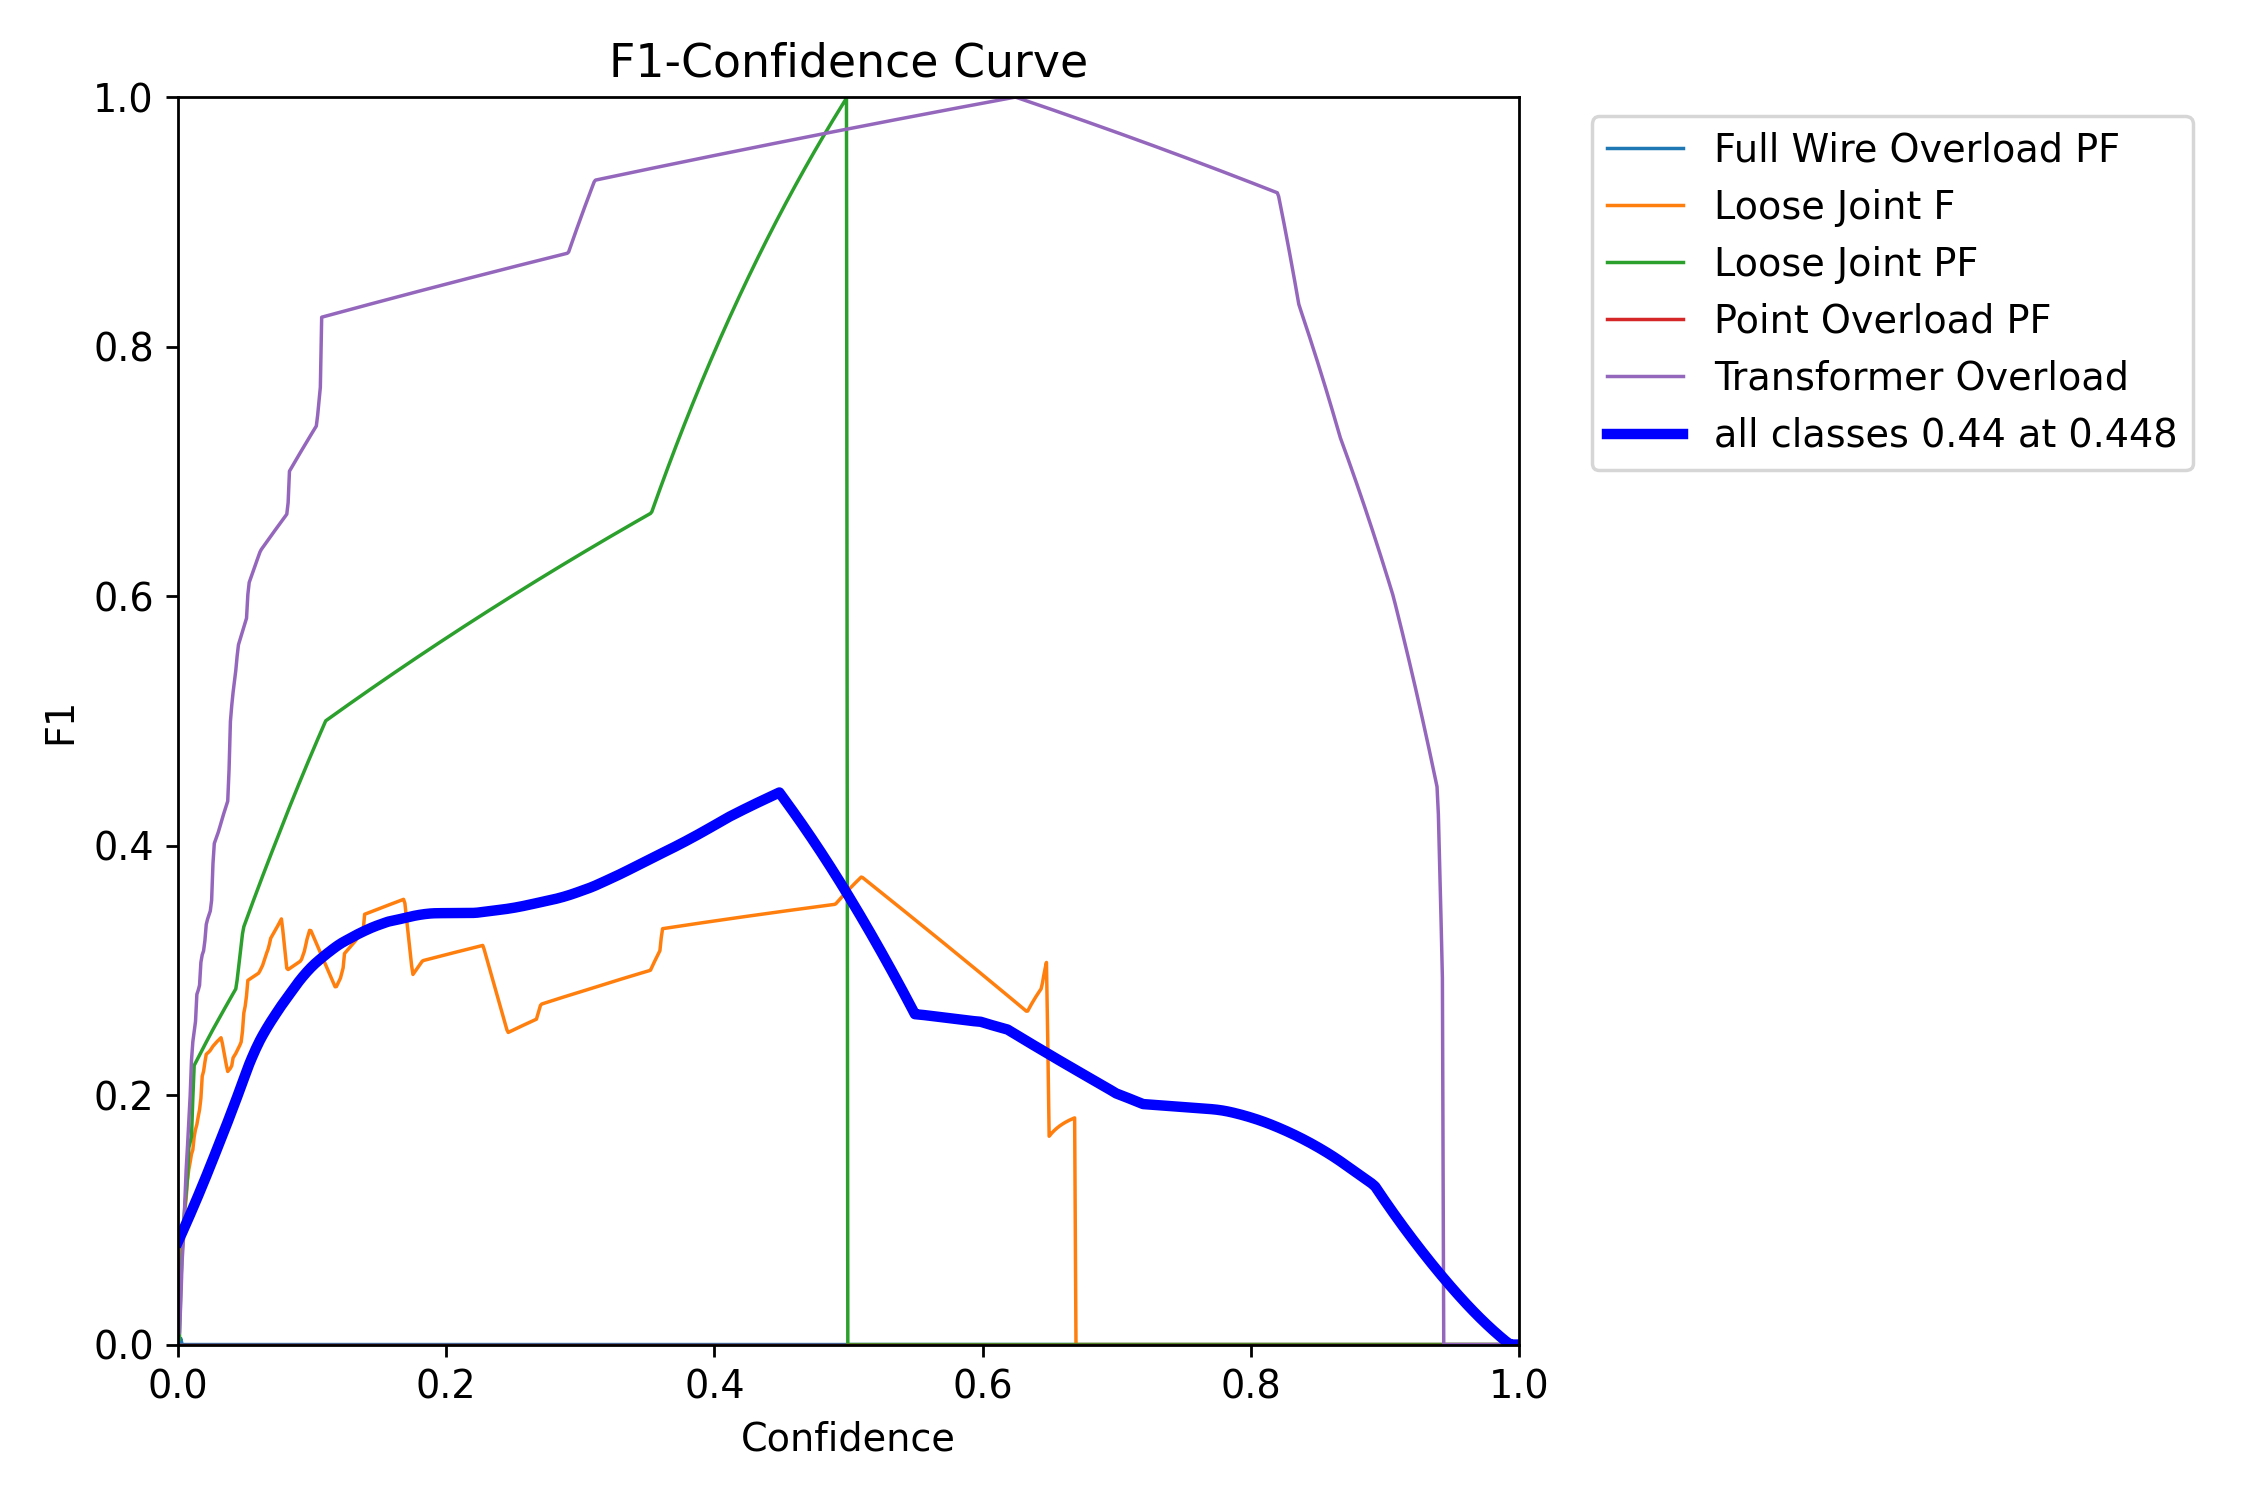 F1-Confidence Curve
1.0
0.8
0.6
0.4
0.2
0.0
F1
0.0 0.2 0.4 0.6 0.8 1.0
Confidence
Full Wire Overload PF
Loose Joint F
Loose Joint PF
Point Overload PF
Transformer Overload
all classes 0.44 at 0.448